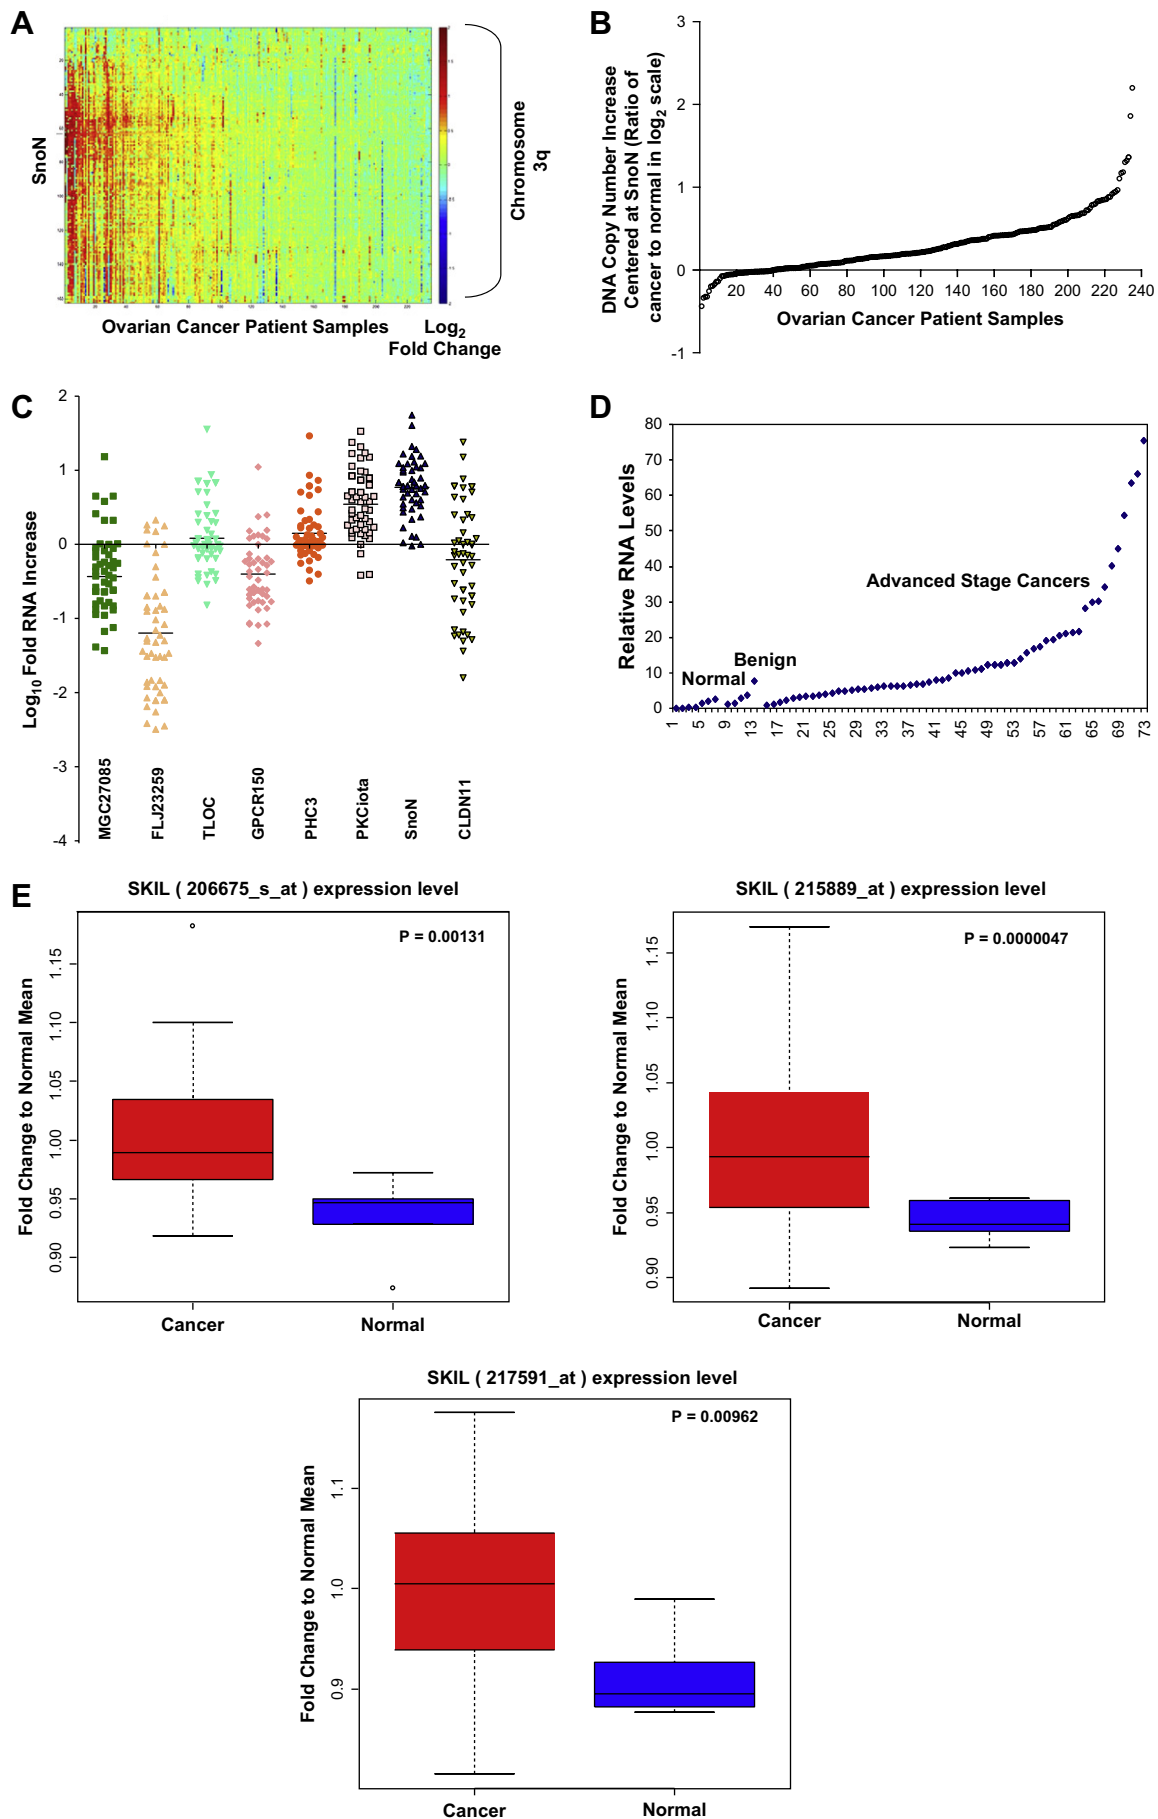 A
SnoN
Chromosome
3q
Ovarian Cancer Patient Samples
Log2
Fold Change
B
DNA Copy Number Increase
Centered at SnoN (Ratio of
cancer to normal in log2 scale)
3
2
1
0
-1
20 40 60 80 100 120 140 160 180 200 220 240
Ovarian Cancer Patient Samples
C
Log10 Fold RNA Increase
2
1
0
-1
-2
-3
-4
MGC27085
FLJ23259
TLOC
GPCR150
PHC3
PKCiota
SnoN
CLDN11
D
Relative RNA Levels
80
70
60
50
40
30
20
10
0
Advanced Stage Cancers
Benign
Normal
1 5 9 13 17 21 25 29 33 37 41 45 49 53 57 61 65 69 73
E
SKIL ( 206675_s_at ) expression level
P = 0.00131
Fold Change to Normal Mean
1.15
1.10
1.05
1.00
0.95
0.90
Cancer Normal
SKIL ( 215889_at ) expression level
P = 0.0000047
Fold Change to Normal Mean
1.15
1.10
1.05
1.00
0.95
0.90
Cancer Normal
SKIL ( 217591_at ) expression level
P = 0.00962
Fold Change to Normal Mean
1.1
1.0
0.9
Cancer Normal